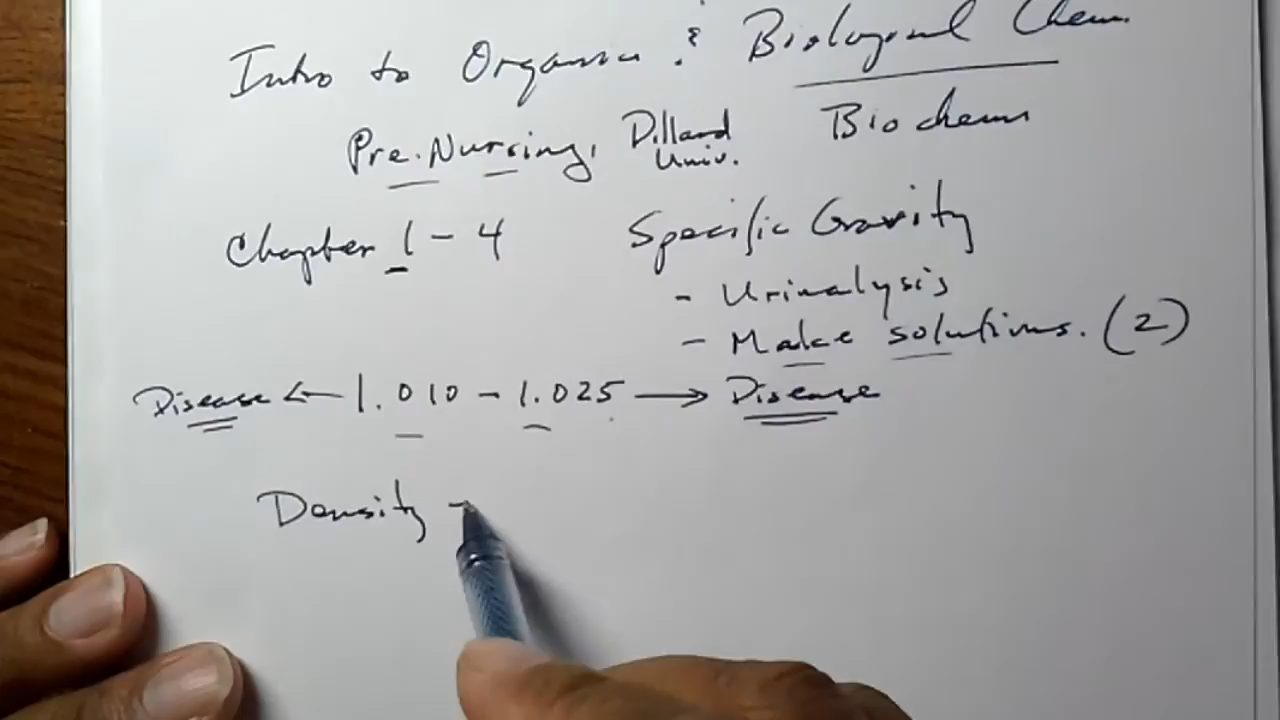 Intro to Organic & Biological Chem.
Pre-Nursing, Dillard Univ. Biochem
Chapter 1-4 Specific Gravity
- Urinalysis
- Make solutions. (2)
Disease ← 1.010 - 1.025 → Disease
Density -